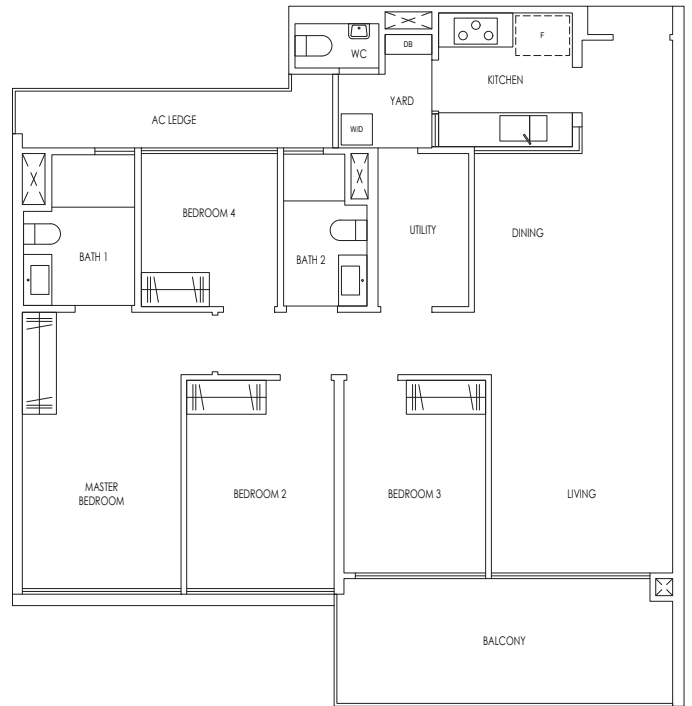 WC
DB
F
KITCHEN
YARD
AC LEDGE
W/D
BEDROOM 4
UTILITY
DINING
BATH 1
BATH 2
MASTER
BEDROOM
BEDROOM 2
BEDROOM 3
LIVING
BALCONY